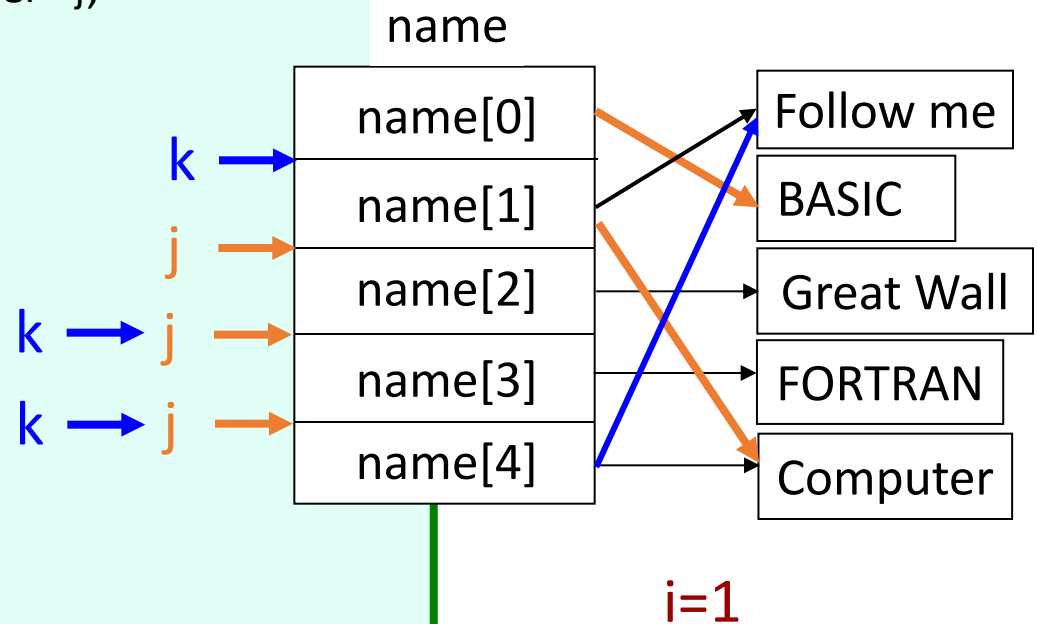 name
name[0] Follow me
k
name[1] BASIC
j
name[2] Great Wall
k j
name[3] FORTRAN
k j
name[4] Computer
i=1